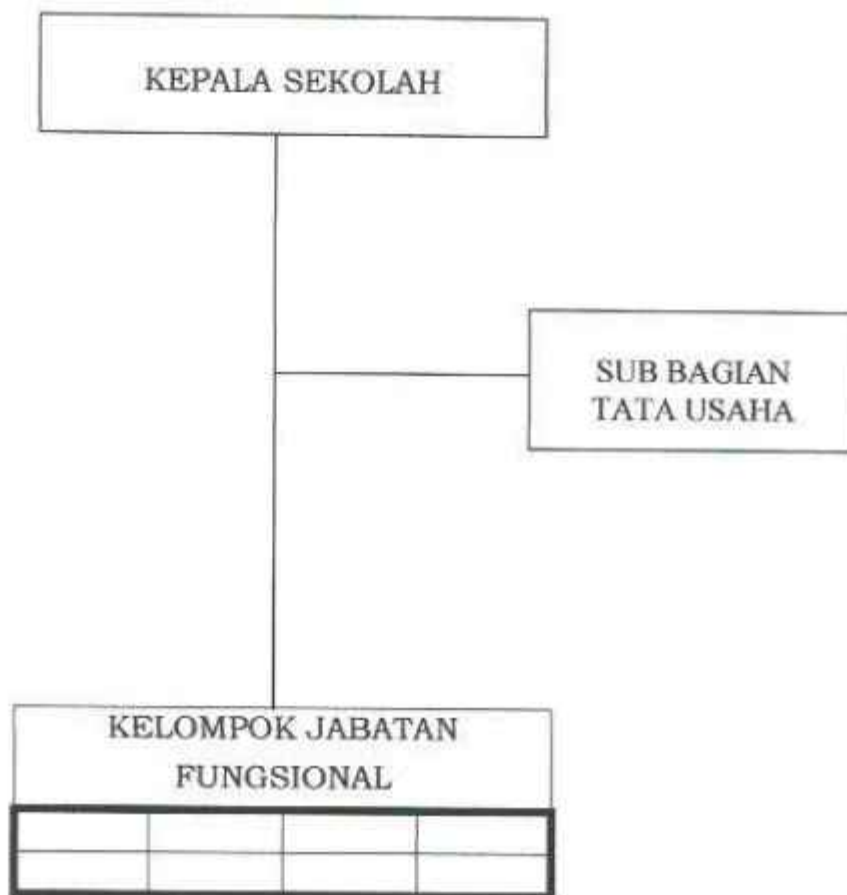 KEPALA SEKOLAH
SUB BAGIAN
TATA USAHA
KELOMPOK JABATAN
FUNGSIONAL